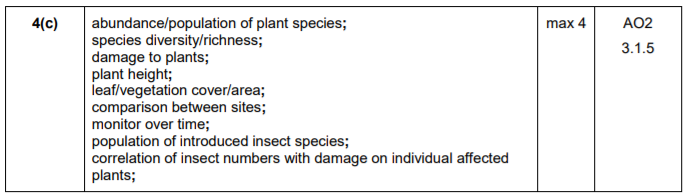 4(c) abundance/population of plant species; max 4 AO2
species diversity/richness; 3.1.5
damage to plants;
plant height;
leaf/vegetation cover/area;
comparison between sites;
monitor over time;
population of introduced insect species;
correlation of insect numbers with damage on individual affected
plants;